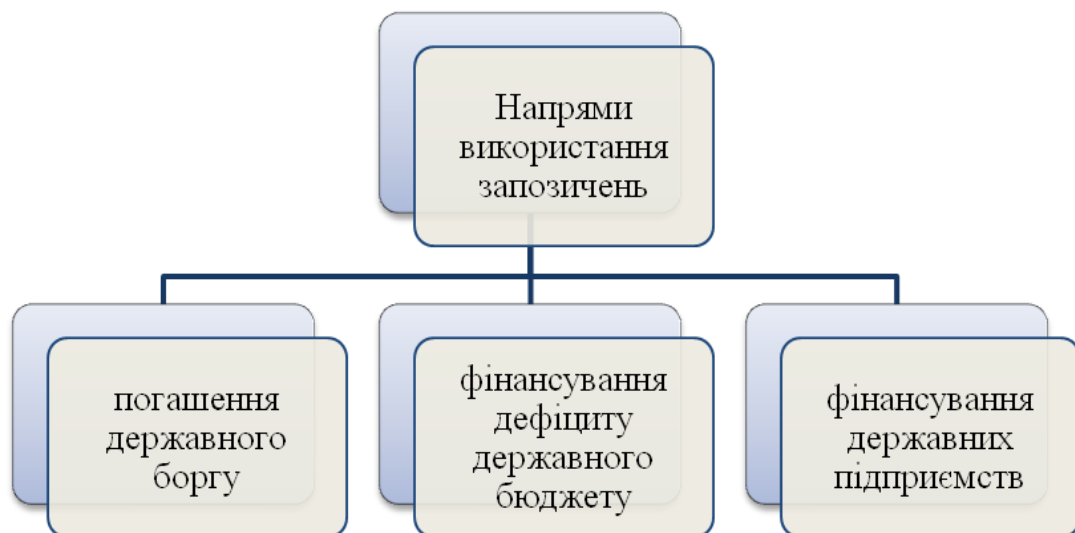 Напрями
використання
запозичень
погашення
державного
боргу
фінансування
дефіциту
державного
бюджету
фінансування
державних
підприємств